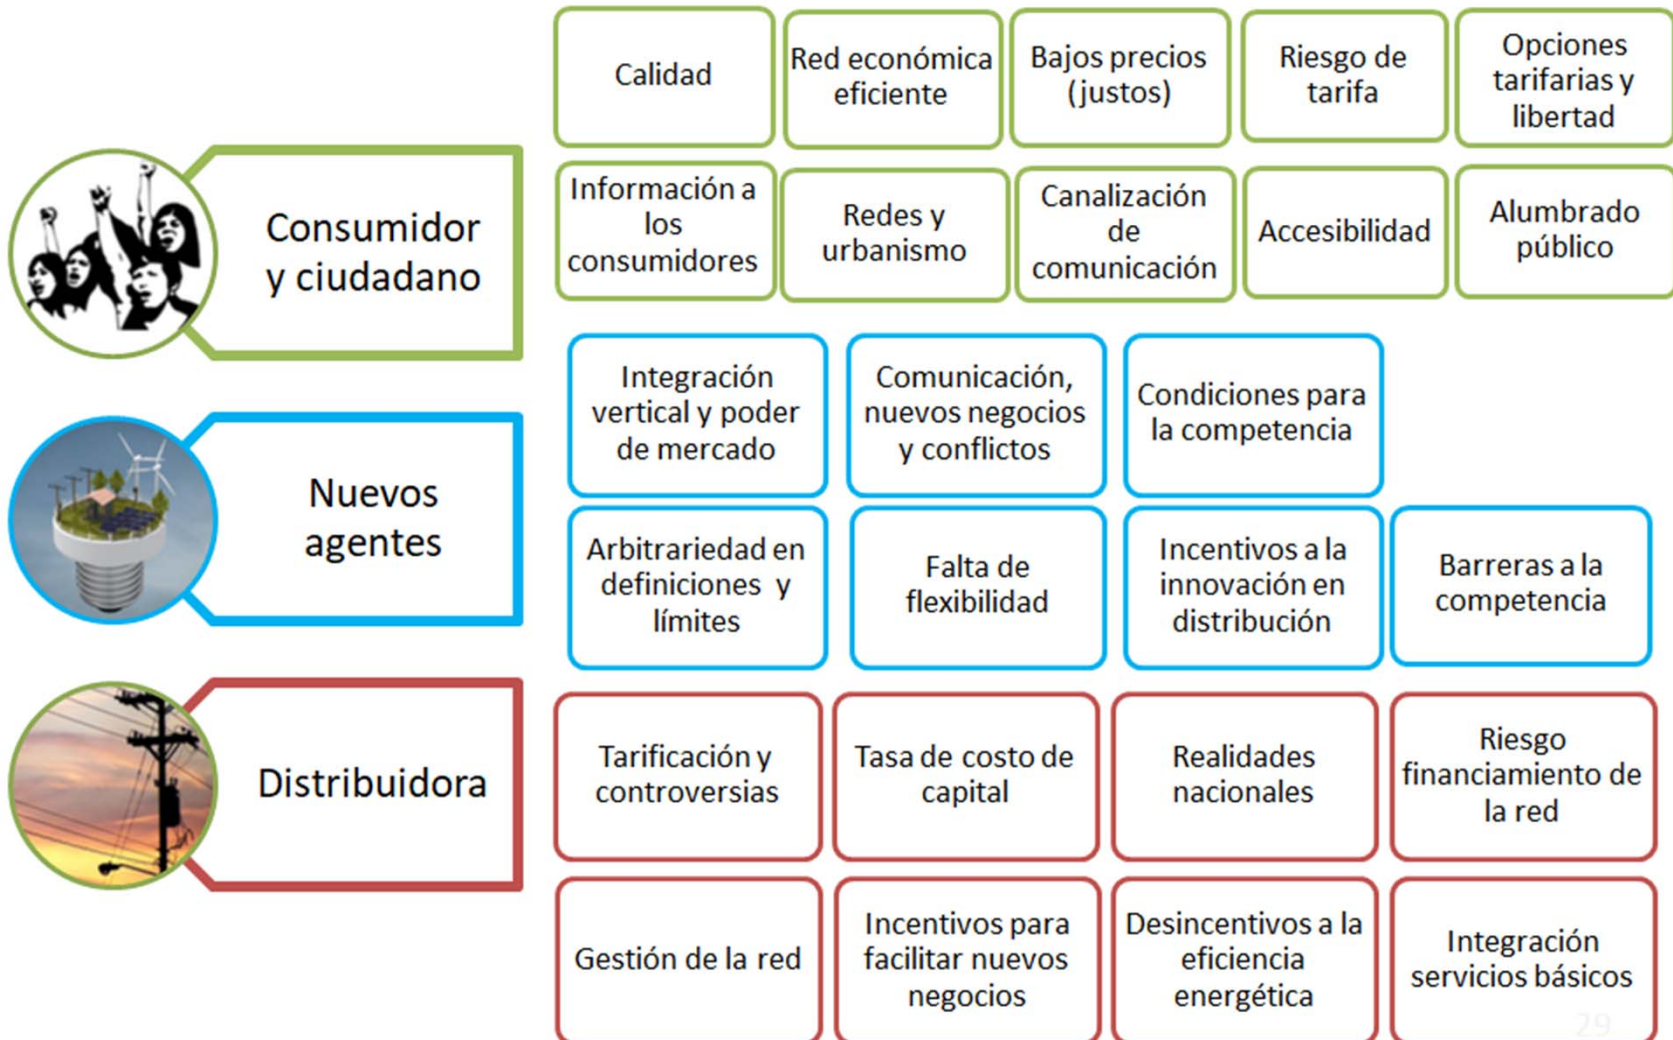 Calidad
Red económica
eficiente
Bajos precios
(justos)
Riesgo de
tarifa
Opciones
tarifarias y
libertad
Consumidor
y ciudadano
Información a
los
consumidores
Redes y
urbanismo
Canalización
de
comunicación
Accesibilidad
Alumbrado
público
Nuevos
agentes
Integración
vertical y poder
de mercado
Comunicación,
nuevos negocios
y conflictos
Condiciones para
la competencia
Arbitrariedad en
definiciones y
límites
Falta de
flexibilidad
Incentivos a la
innovación en
distribución
Barreras a la
competencia
Distribuidora
Tarificación y
controversias
Tasa de costo de
capital
Realidades
nacionales
Riesgo
financiamiento de
la red
Gestión de la red
Incentivos para
facilitar nuevos
negocios
Desincentivos a la
eficiencia
energética
Integración
servicios básicos
29